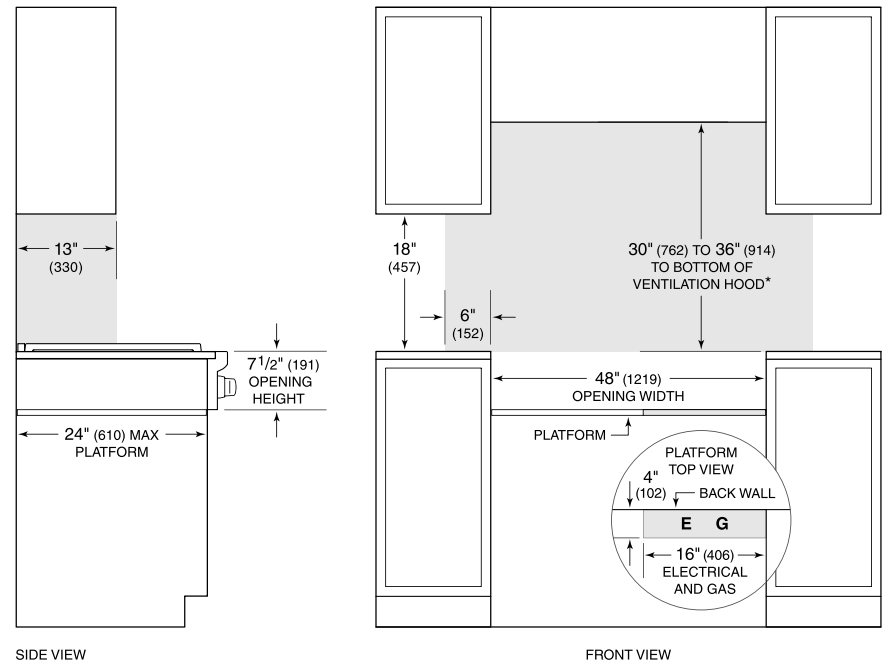 13"
(330)
7 1/2" (191)
OPENING
HEIGHT
24" (610) MAX
PLATFORM
SIDE VIEW
18"
(457)
30" (762) TO 36" (914)
TO BOTTOM OF
VENTILATION HOOD*
6"
(152)
48" (1219)
OPENING WIDTH
PLATFORM
PLATFORM
TOP VIEW
4"
(102)
BACK WALL
E G
16" (406)
ELECTRICAL
AND GAS
FRONT VIEW